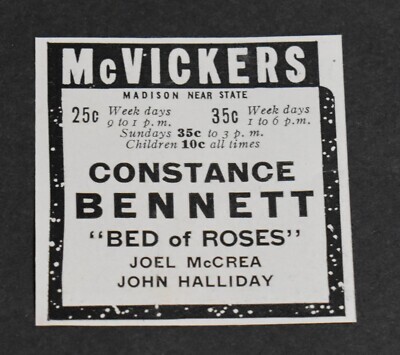 McVICKERS
MADISON NEAR STATE
25c Week days 9 to 1 p. m. 35c Week days 1 to 6 p. m.
Sundays 35c to 3 p. m.
Children 10c all times
CONSTANCE
BENNETT
"BED of ROSES"
JOEL McCREA
JOHN HALLIDAY